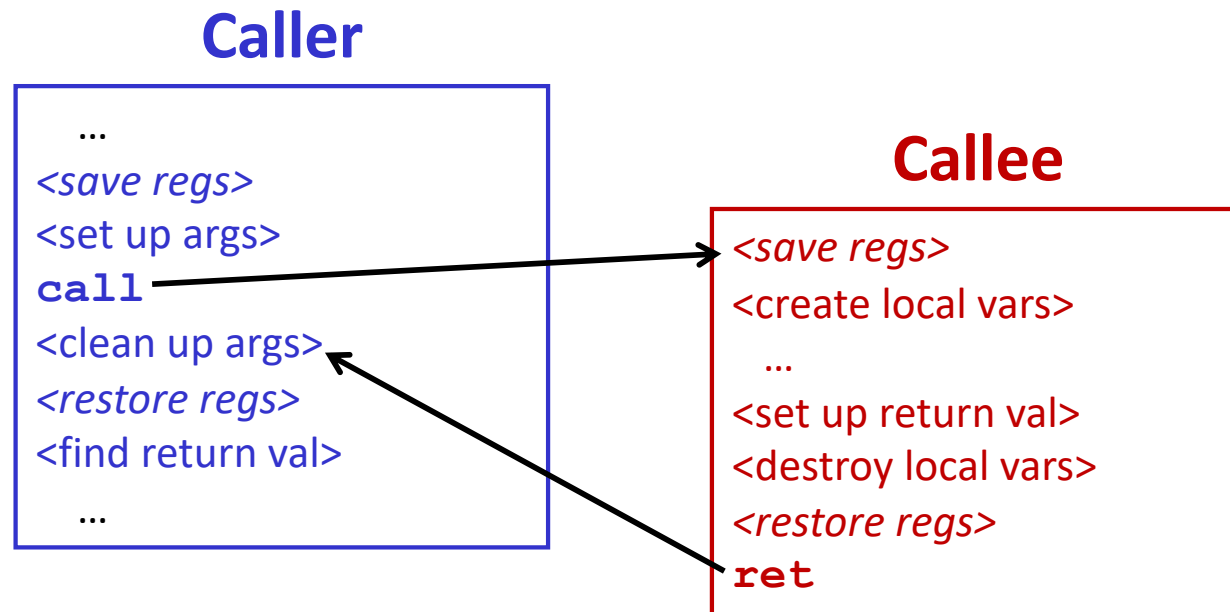 Caller
...
<save regs>
<set up args>
call
<clean up args>
<restore regs>
<find return val>
...
Callee
<save regs>
<create local vars>
...
<set up return val>
<destroy local vars>
<restore regs>
ret